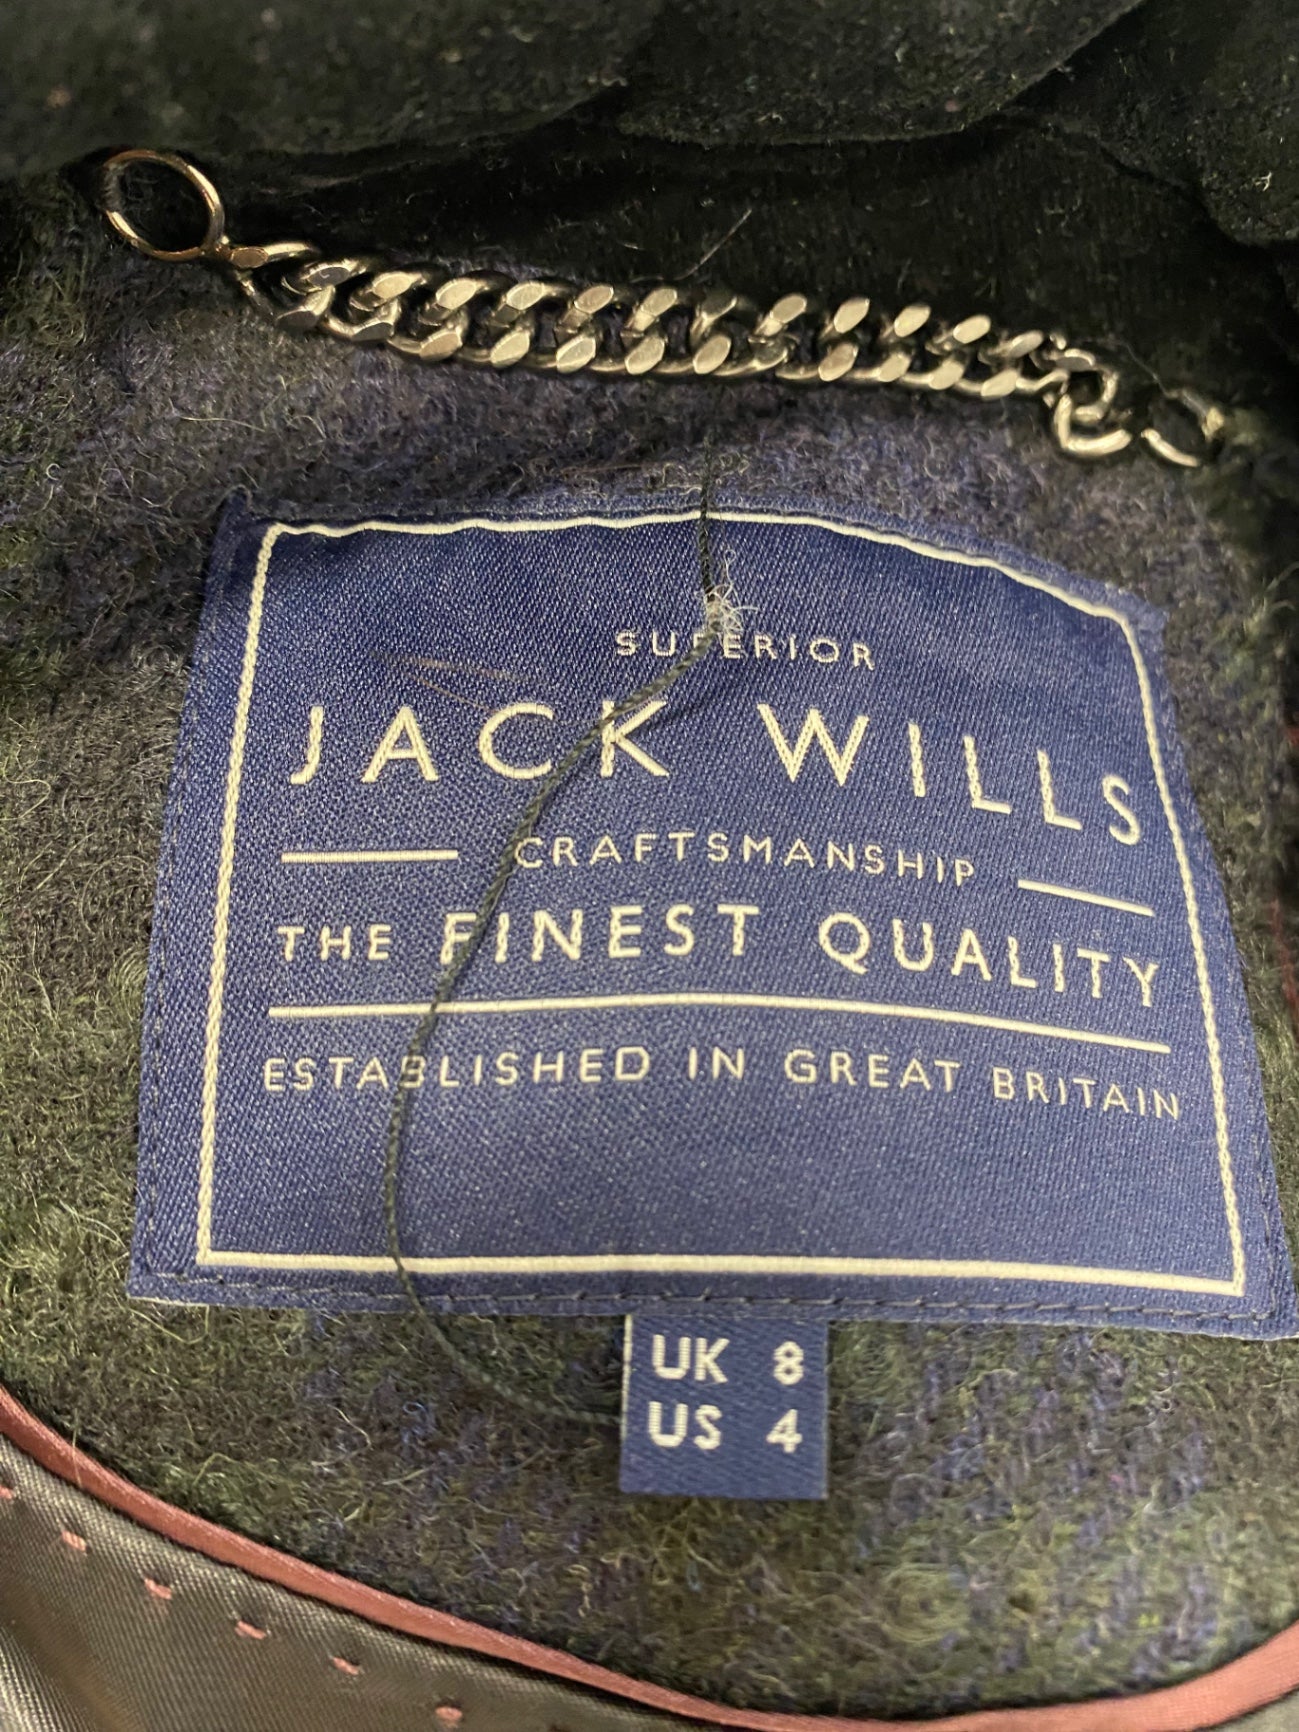 SUPERIOR
JACK WILLS
CRAFTSMANSHIP
THE FINEST QUALITY
ESTABLISHED IN GREAT BRITAIN
UK 8
US 4